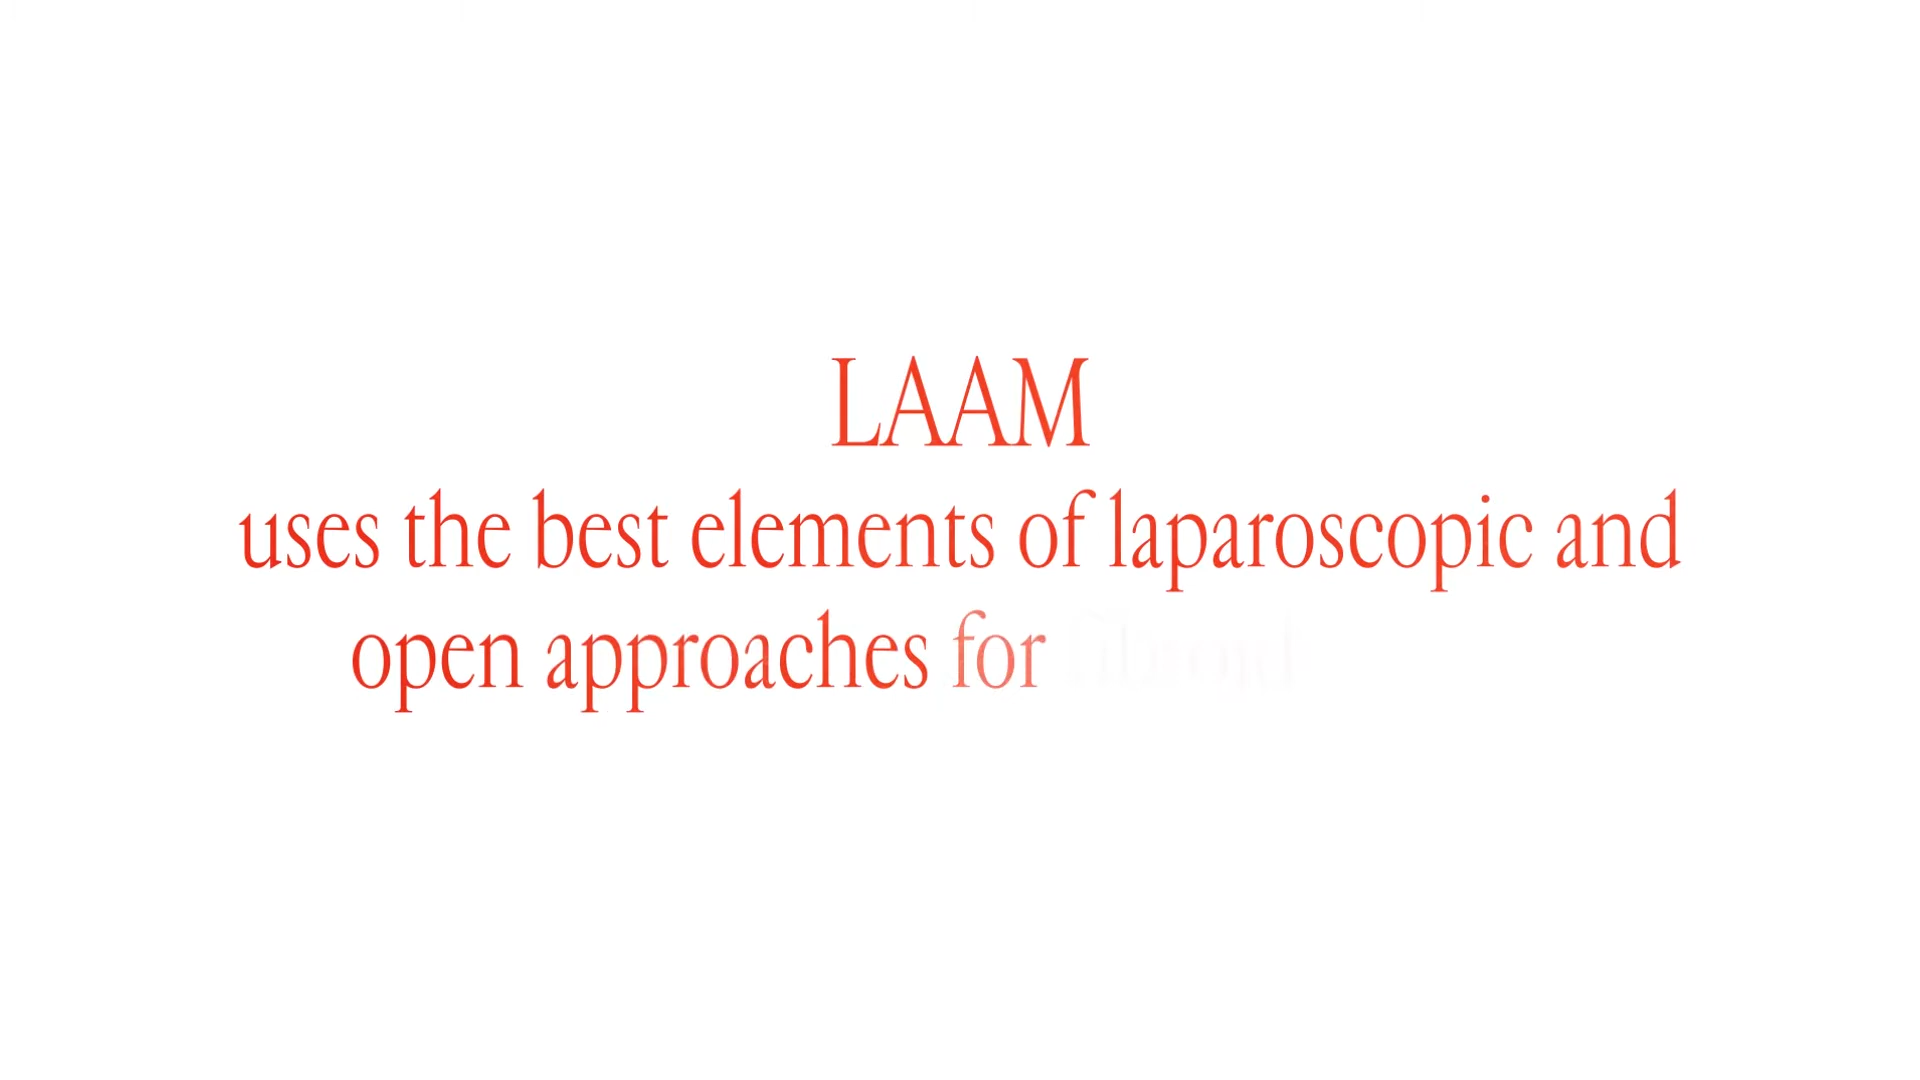 LAAM
uses the best elements of laparoscopic and
open approaches for